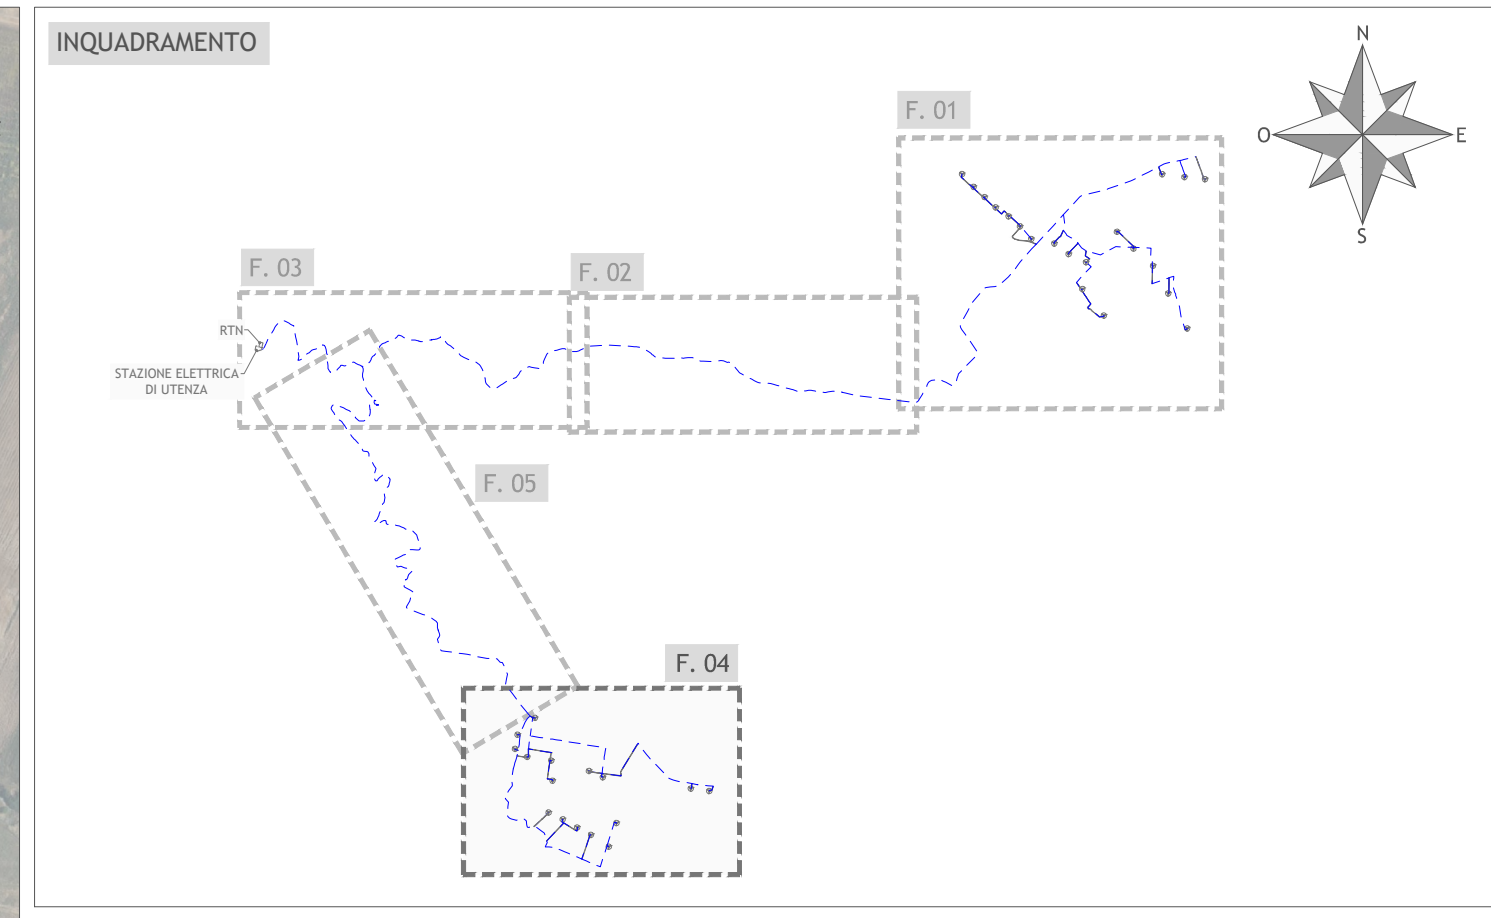 INQUADRAMENTO
N
O
E
S
F. 01
F. 03
F. 02
RTN
STAZIONE ELETTRICA
DI UTENZA
F. 05
F. 04